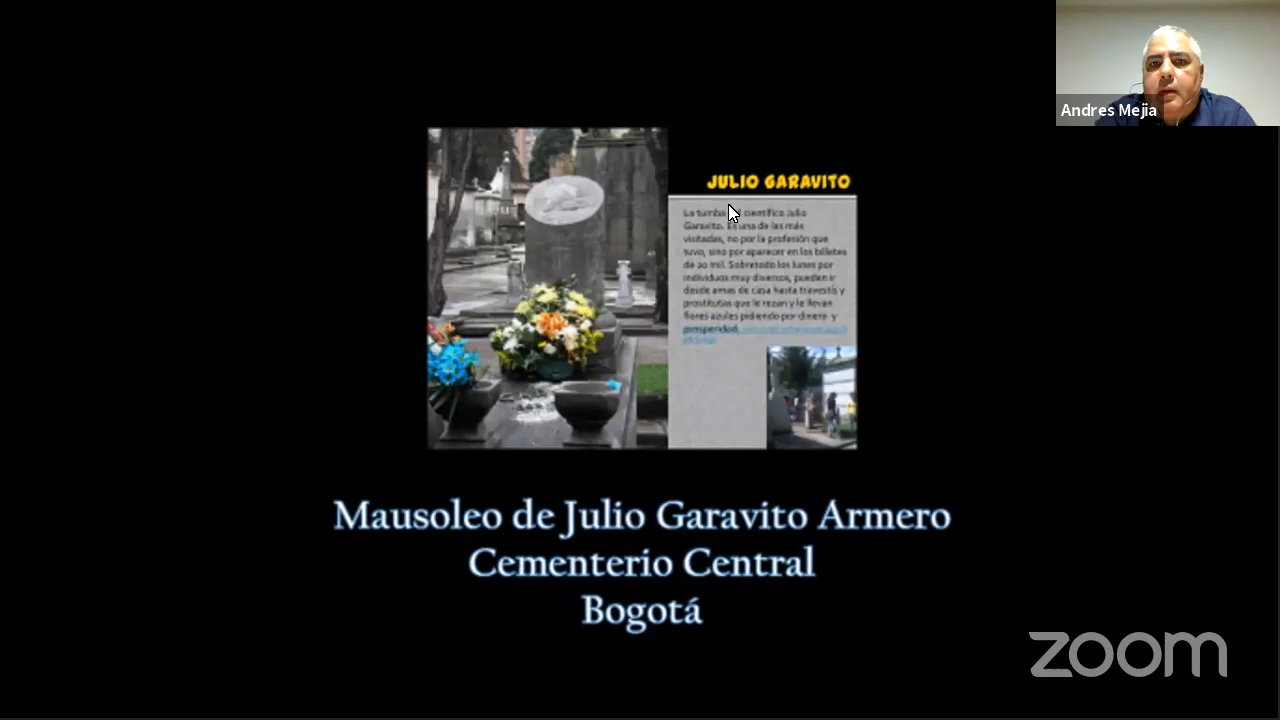 Andres Mejia
JULIO GARAVITO
La tumba científico Julio
Garavito. Es una de las más
visitadas, no por la profesión que
tuvo, sino por aparecer en los billetes
de 20 mil. Sobretodo los lunes por
individuos muy diversos, pueden ir
desde amas de casa hasta travestis y
prostitutas que le rezan y le llevan
flores azules pidiendo por dinero y
prosperidad.
Mausoleo de Julio Garavito Armero
Cementerio Central
Bogotá
zoom